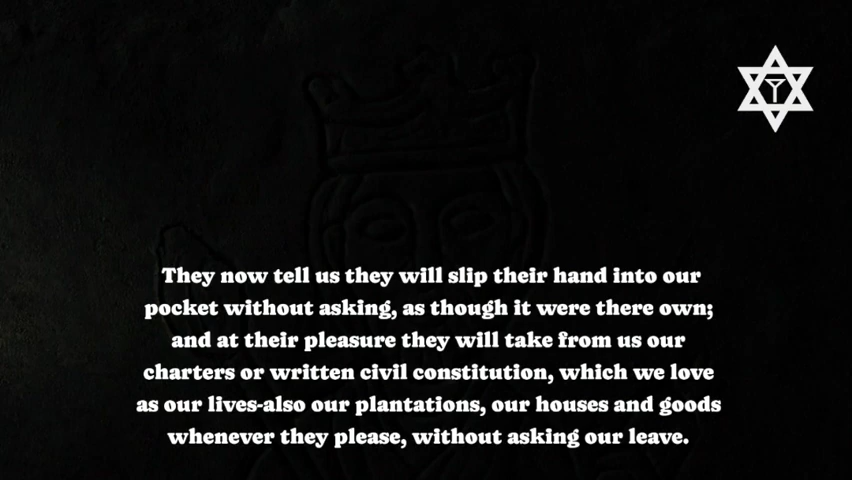 They now tell us they will slip their hand into our
pocket without asking, as though it were there own;
and at their pleasure they will take from us our
charters or written civil constitution, which we love
as our lives-also our plantations, our houses and goods
whenever they please, without asking our leave.